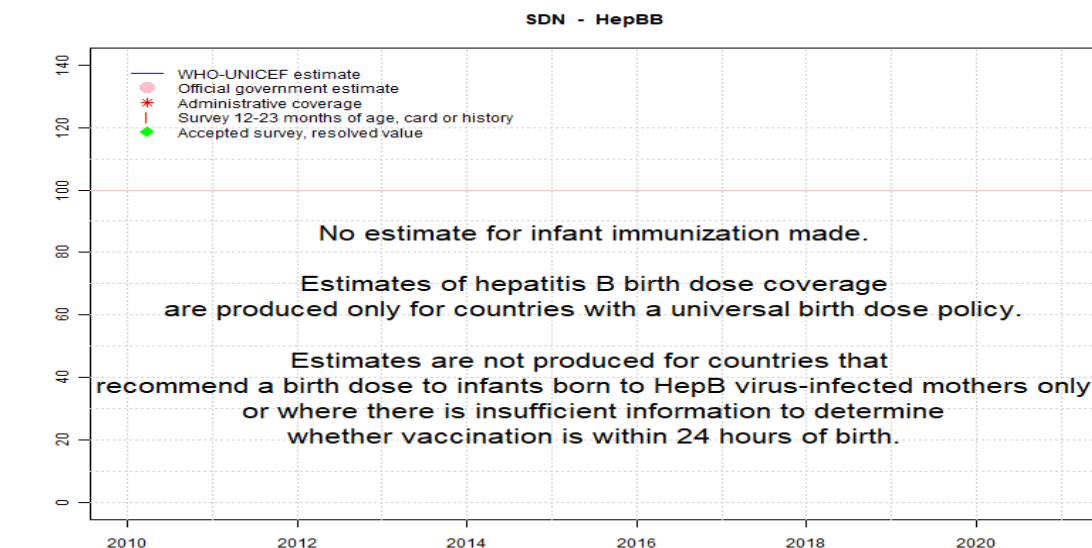 SDN - HepBB
140
120
100
80
60
40
20
0
WHO-UNICEF estimate
Official government estimate
Administrative coverage
Survey 12-23 months of age, card or history
Accepted survey, resolved value
No estimate for infant immunization made.
Estimates of hepatitis B birth dose coverage
are produced only for countries with a universal birth dose policy.
Estimates are not produced for countries that
recommend a birth dose to infants born to HepB virus-infected mothers only
or where there is insufficient information to determine
whether vaccination is within 24 hours of birth.
2010 2012 2014 2016 2018 2020